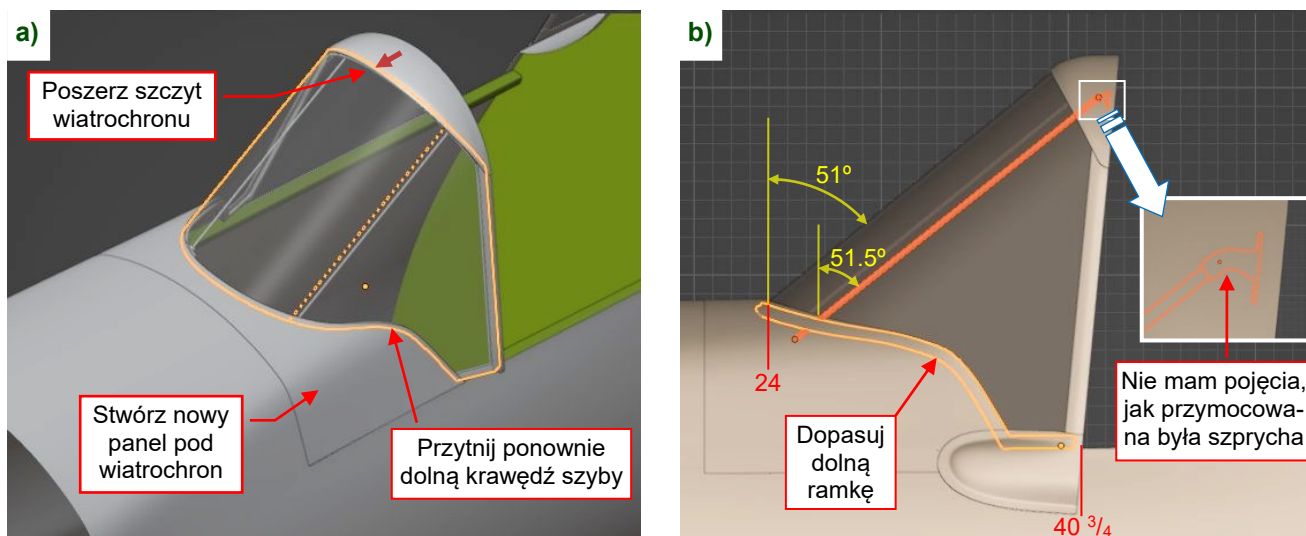 a)
Poszerz szczyt
wiatrochronu
Stwórz nowy
panel pod
wiatrochron
Przytnij ponownie
dolną krawędź szyby
b)
51º
51.5º
24
Dopasuj
dolną
ramkę
Nie mam pojęcia,
jak przymocowa-
na była szprycha
40 3/4